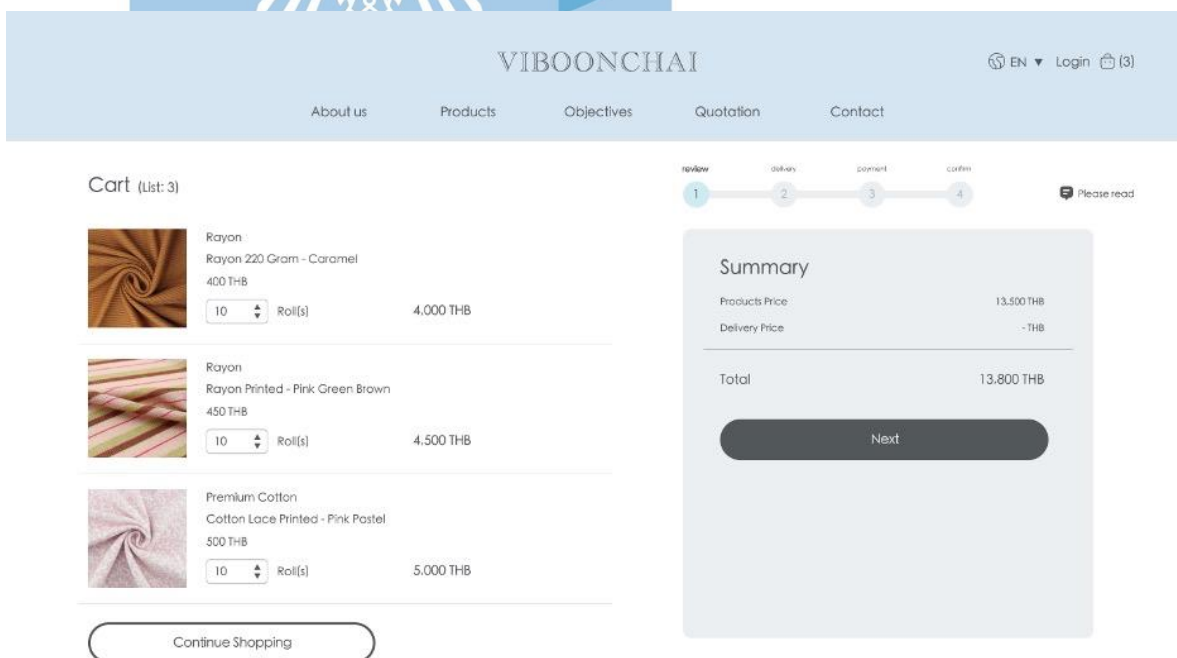 VIBOONCHAI
EN ▼ Login (3)
About us Products Objectives Quotation Contact
Cart (List: 3)
Rayon
Rayon 220 Gram - Caramel
400 THB
10 Roll(s) 4.000 THB
Rayon
Rayon Printed - Pink Green Brown
450 THB
10 Roll(s) 4.500 THB
Premium Cotton
Cotton Lace Printed - Pink Pastel
500 THB
10 Roll(s) 5.000 THB
Continue Shopping
review delivery payment confirm
1 2 3 4
Please read
Summary
Products Price 13.500 THB
Delivery Price - THB
Total 13.800 THB
Next